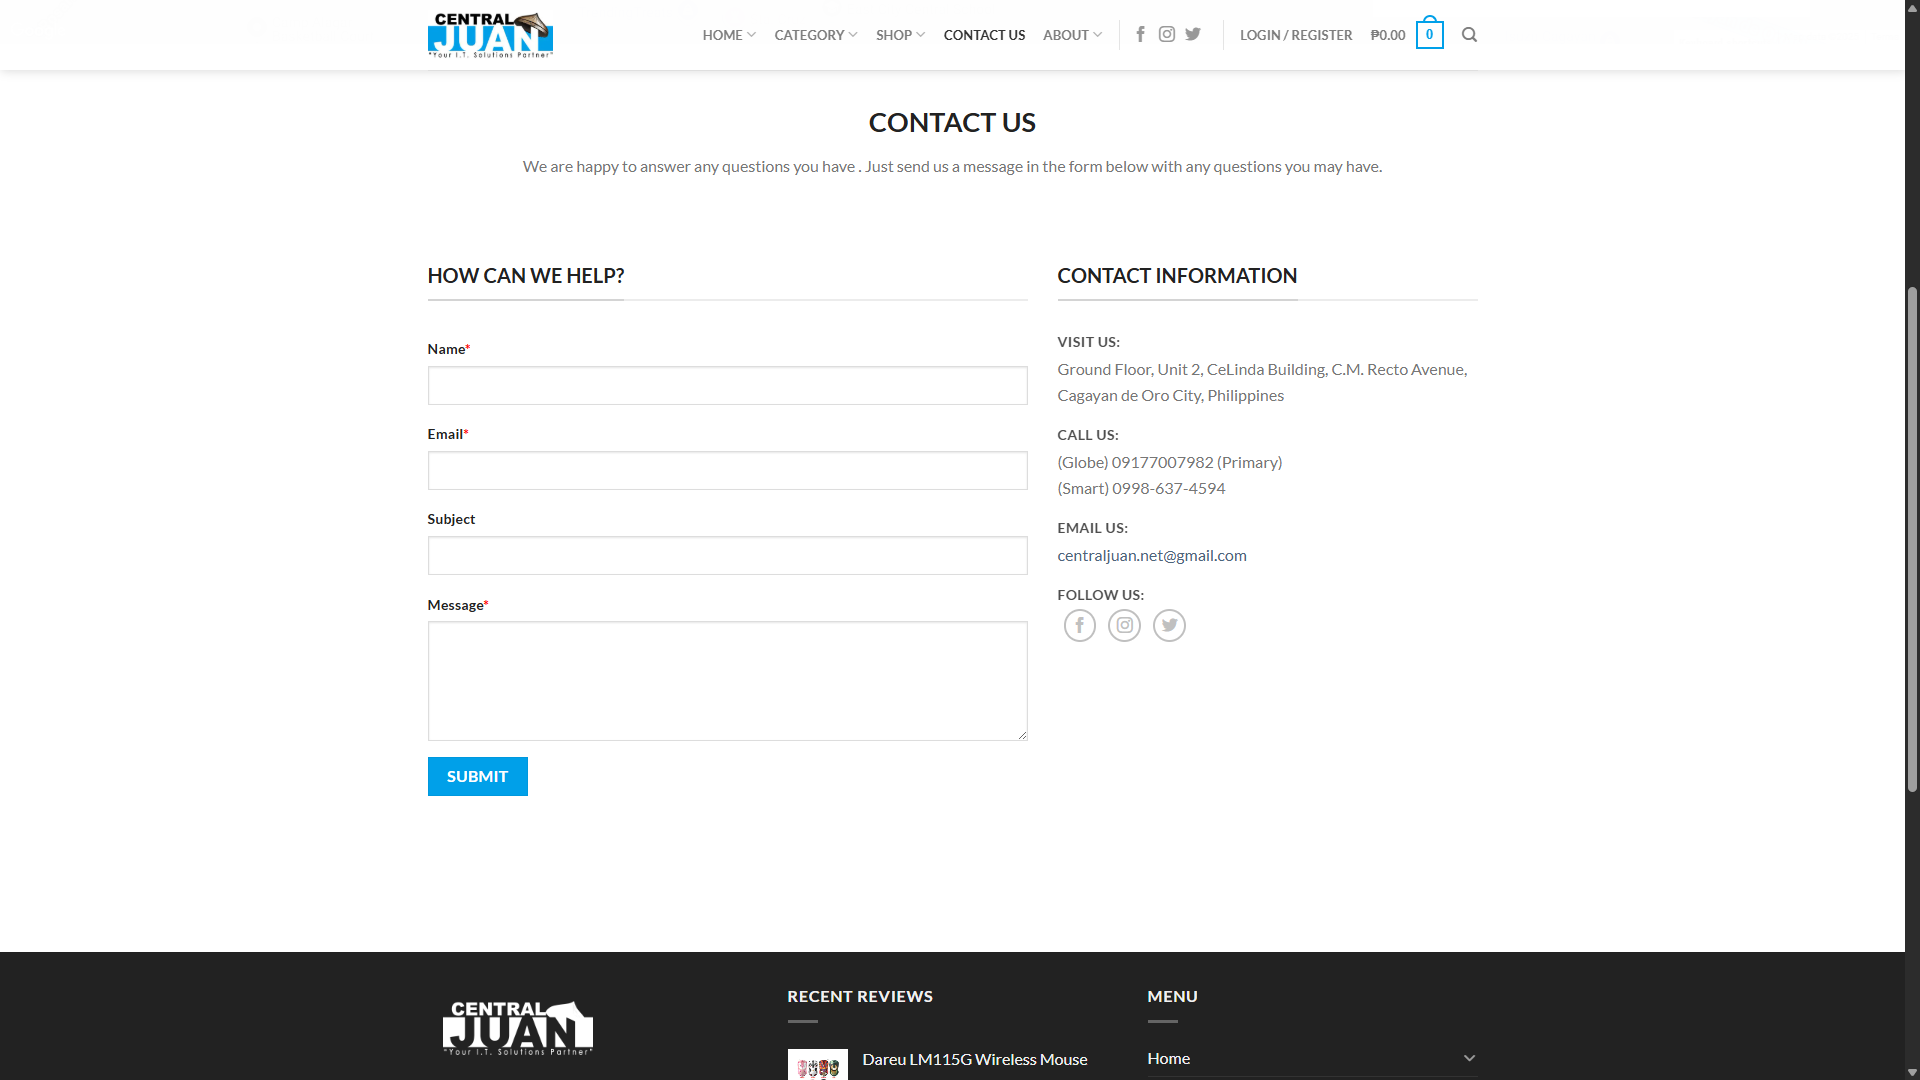 CENTRAL
JUAN
"Your I.T. Solutions Partner"
HOME
CATEGORY
SHOP
CONTACT US
ABOUT
LOGIN / REGISTER
₱0.00
0
CONTACT US
We are happy to answer any questions you have . Just send us a message in the form below with any questions you may have.
HOW CAN WE HELP?
Name*
Email*
Subject
Message*
SUBMIT
CONTACT INFORMATION
VISIT US:
Ground Floor, Unit 2, CeLinda Building, C.M. Recto Avenue,
Cagayan de Oro City, Philippines
CALL US:
(Globe) 09177007982 (Primary)
(Smart) 0998-637-4594
EMAIL US:
centraljuan.net@gmail.com
FOLLOW US:
CENTRAL
JUAN
"Your I.T. Solutions Partner"
RECENT REVIEWS
Dareu LM115G Wireless Mouse
MENU
Home